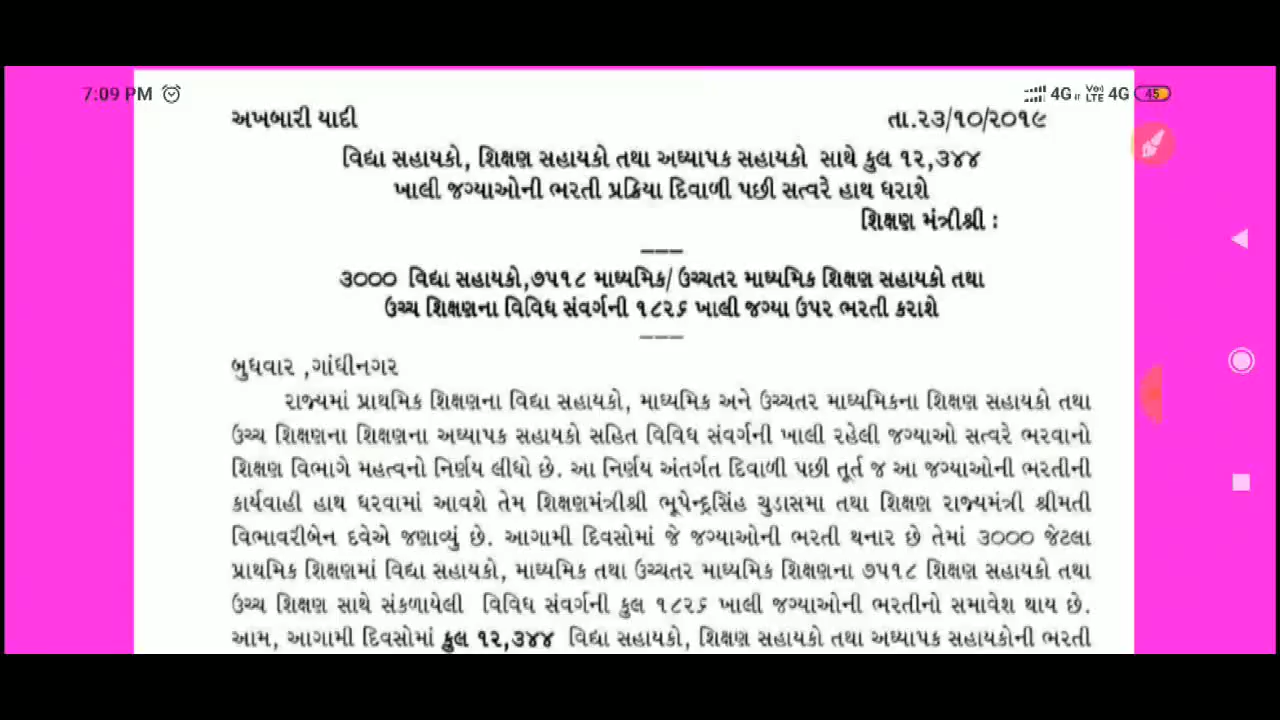 7:09 PM
4G VoLTE 4G 45
અખબારી યાદી તા.૨૩/૧૦/૨૦૧૯
વિદ્યા સહાયકો, શિક્ષણ સહાયકો તથા અધ્યાપક સહાયકો સાથે કુલ ૧૨,૩૪૪
ખાલી જગ્યાઓની ભરતી પ્રક્રિયા દિવાળી પછી સત્વરે હાથ ધરાશે
શિક્ષણ મંત્રીશ્રી :
---
૩૦૦૦ વિદ્યા સહાયકો,૭૫૧૮ માધ્યમિક/ ઉચ્ચતર માધ્યમિક શિક્ષણ સહાયકો તથા
ઉચ્ચ શિક્ષણના વિવિધ સંવર્ગની ૧૮૨૬ ખાલી જગ્યા ઉપર ભરતી કરાશે
---
બુધવાર ,ગાંધીનગર
રાજ્યમાં પ્રાથમિક શિક્ષણના વિદ્યા સહાયકો, માધ્યમિક અને ઉચ્ચતર માધ્યમિકના શિક્ષણ સહાયકો તથા
ઉચ્ચ શિક્ષણના શિક્ષણના અધ્યાપક સહાયકો સહિત વિવિધ સંવર્ગની ખાલી રહેલી જગ્યાઓ સત્વરે ભરવાનો
શિક્ષણ વિભાગે મહત્વનો નિર્ણય લીધો છે. આ નિર્ણય અંતર્ગત દિવાળી પછી તૂર્ત જ આ જગ્યાઓની ભરતીની
કાર્યવાહી હાથ ધરવામાં આવશે તેમ શિક્ષણમંત્રીશ્રી ભૂપેન્દ્રસિંહ ચુડાસમા તથા શિક્ષણ રાજ્યમંત્રી શ્રીમતી
વિભાવરીબેન દવેએ જણાવ્યું છે. આગામી દિવસોમાં જે જગ્યાઓની ભરતી થનાર છે તેમાં ૩૦૦૦ જેટલા
પ્રાથમિક શિક્ષણમાં વિદ્યા સહાયકો, માધ્યમિક તથા ઉચ્ચતર માધ્યમિક શિક્ષણના ૭૫૧૮ શિક્ષણ સહાયકો તથા
ઉચ્ચ શિક્ષણ સાથે સંકળાયેલી વિવિધ સંવર્ગની કુલ ૧૮૨૬ ખાલી જગ્યાઓની ભરતીનો સમાવેશ થાય છે.
આમ, આગામી દિવસોમાં કુલ ૧૨,૩૪૪ વિદ્યા સહાયકો, શિક્ષણ સહાયકો તથા અધ્યાપક સહાયકોની ભરતી